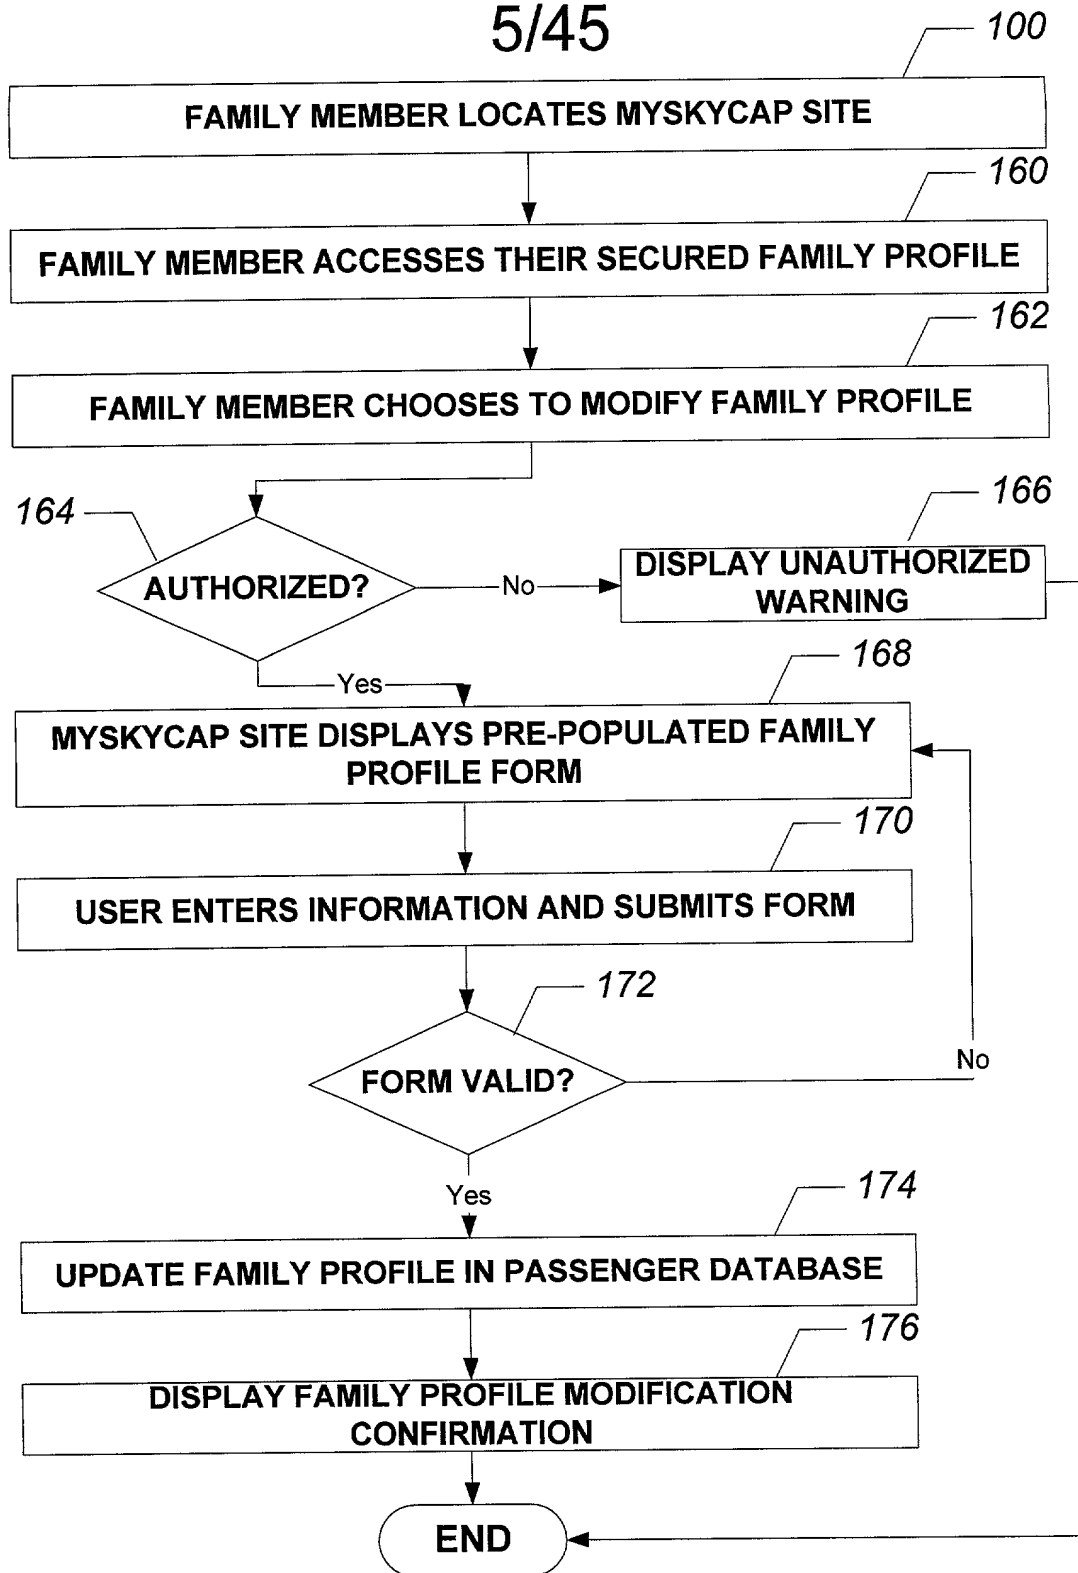 5/45
100
FAMILY MEMBER LOCATES MYSKYCAP SITE
160
FAMILY MEMBER ACCESSES THEIR SECURED FAMILY PROFILE
162
FAMILY MEMBER CHOOSES TO MODIFY FAMILY PROFILE
164
AUTHORIZED?
No
166
DISPLAY UNAUTHORIZED
WARNING
Yes
168
MYSKYCAP SITE DISPLAYS PRE-POPULATED FAMILY
PROFILE FORM
170
USER ENTERS INFORMATION AND SUBMITS FORM
172
FORM VALID?
No
Yes
174
UPDATE FAMILY PROFILE IN PASSENGER DATABASE
176
DISPLAY FAMILY PROFILE MODIFICATION
CONFIRMATION
END